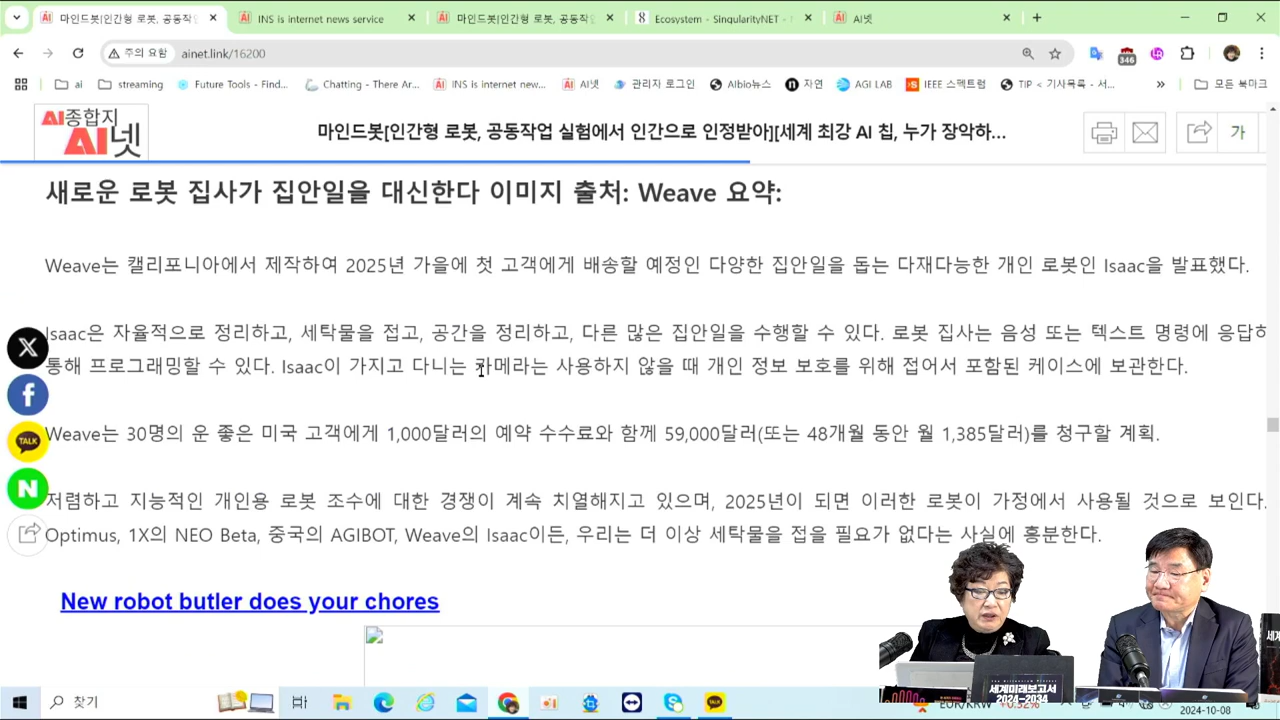 마인드봇[인간형 로봇, 공동작업
INS is internet news service
마인드봇[인간형 로봇, 공동작업
Ecosystem - SingularityNET -
AI넷
주의 요함
ainet.link/16200
346
ai
streaming
Future Tools - Find...
Chatting - There Ar...
INS is internet new...
AI넷
관리자 로그인
Albio뉴스
자연
AGI LAB
IEEE 스펙트럼
TIP < 기사목록 - 서...
모든 북마크
AI종합지
AI넷
마인드봇[인간형 로봇, 공동작업 실험에서 인간으로 인정받아][세계 최강 AI 칩, 누가 장악하...
가
새로운 로봇 집사가 집안일을 대신한다 이미지 출처: Weave 요약:
Weave는 캘리포니아에서 제작하여 2025년 가을에 첫 고객에게 배송할 예정인 다양한 집안일을 돕는 다재다능한 개인 로봇인 Isaac을 발표했다.
Isaac은 자율적으로 정리하고, 세탁물을 접고, 공간을 정리하고, 다른 많은 집안일을 수행할 수 있다. 로봇 집사는 음성 또는 텍스트 명령에 응답하
통해 프로그래밍할 수 있다. Isaac이 가지고 다니는 카메라는 사용하지 않을 때 개인 정보 보호를 위해 접어서 포함된 케이스에 보관한다.
Weave는 30명의 운 좋은 미국 고객에게 1,000달러의 예약 수수료와 함께 59,000달러(또는 48개월 동안 월 1,385달러)를 청구할 계획.
저렴하고 지능적인 개인용 로봇 조수에 대한 경쟁이 계속 치열해지고 있으며, 2025년이 되면 이러한 로봇이 가정에서 사용될 것으로 보인다.
Optimus, 1X의 NEO Beta, 중국의 AGIBOT, Weave의 Isaac이든, 우리는 더 이상 세탁물을 접을 필요가 없다는 사실에 흥분한다.
TALK
N
New robot butler does your chores
세계미래보고서
2024-2034
찾기
EUR/KRW +0.52%
2024-10-08